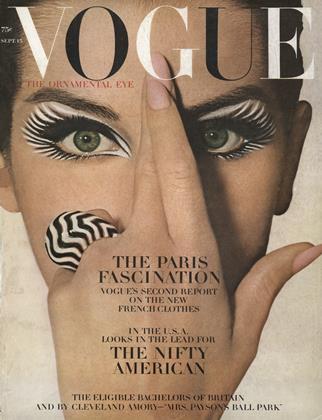 VOGUE
75¢
SEPT. 15
THE ORNAMENTAL EYE
THE PARIS
FASCINATION
VOGUE'S SECOND REPORT
ON THE NEW
FRENCH CLOTHES
IN THE U.S.A.
LOOKS IN THE LEAD FOR
THE NIFTY
AMERICAN
THE ELIGIBLE BACHELORS OF BRITAIN
AND BY CLEVELAND AMORY—"MRS. PAYSON'S BALL PARK"